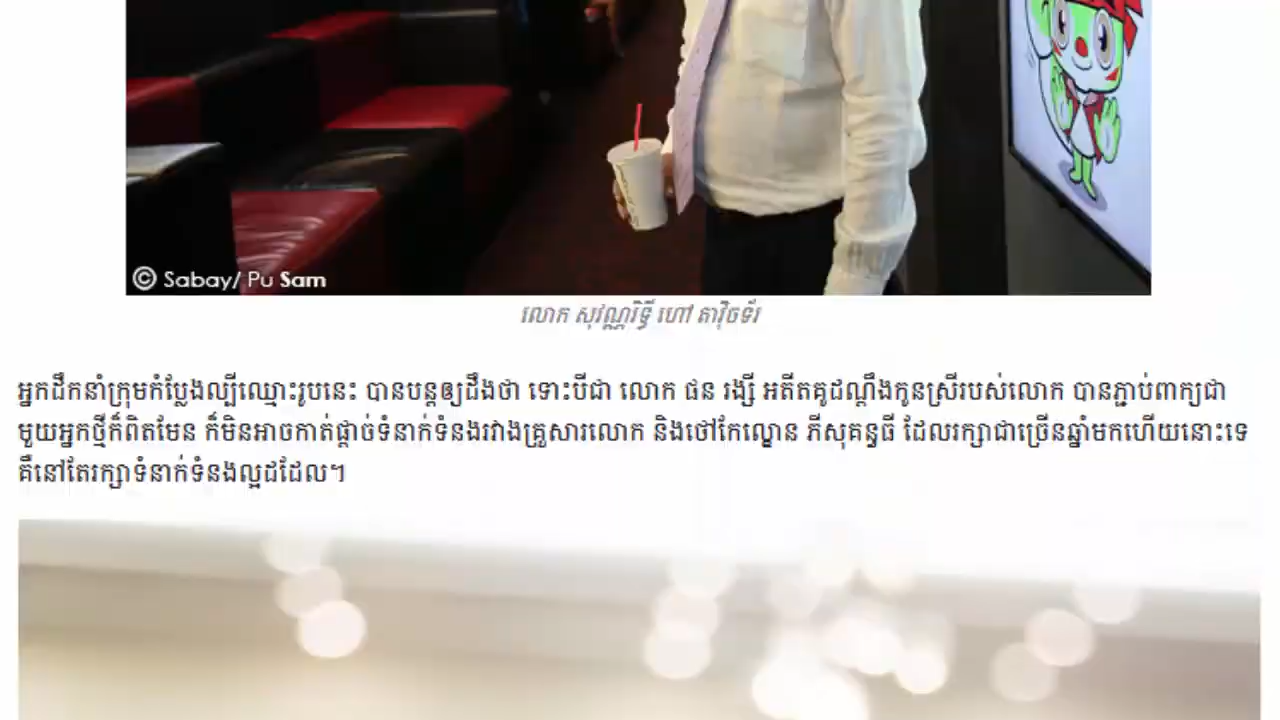 © Sabay/ Pu Sam
លោក សុវណ្ណរិទ្ធី ហៅ តាវ៉ិចទ័រ
អ្នកដឹកនាំក្រុមកំប្លែងល្បីឈ្មោះរូបនេះ បានបន្តឲ្យដឹងថា ទោះបីជា លោក ផន រង្សី អតីតគូដណ្ដឹងកូនស្រីរបស់លោក បានភ្ជាប់ពាក្យជា
មួយអ្នកថ្មីក៏ពិតមែន ក៏មិនអាចកាត់ផ្ដាច់ទំនាក់ទំនងរវាងគ្រួសារលោក និងថៅកែល្ខោន ភីសុគន្ធធី ដែលរក្សាជាច្រើនឆ្នាំមកហើយនោះទេ
គឺនៅតែរក្សាទំនាក់ទំនងល្អដដែល។